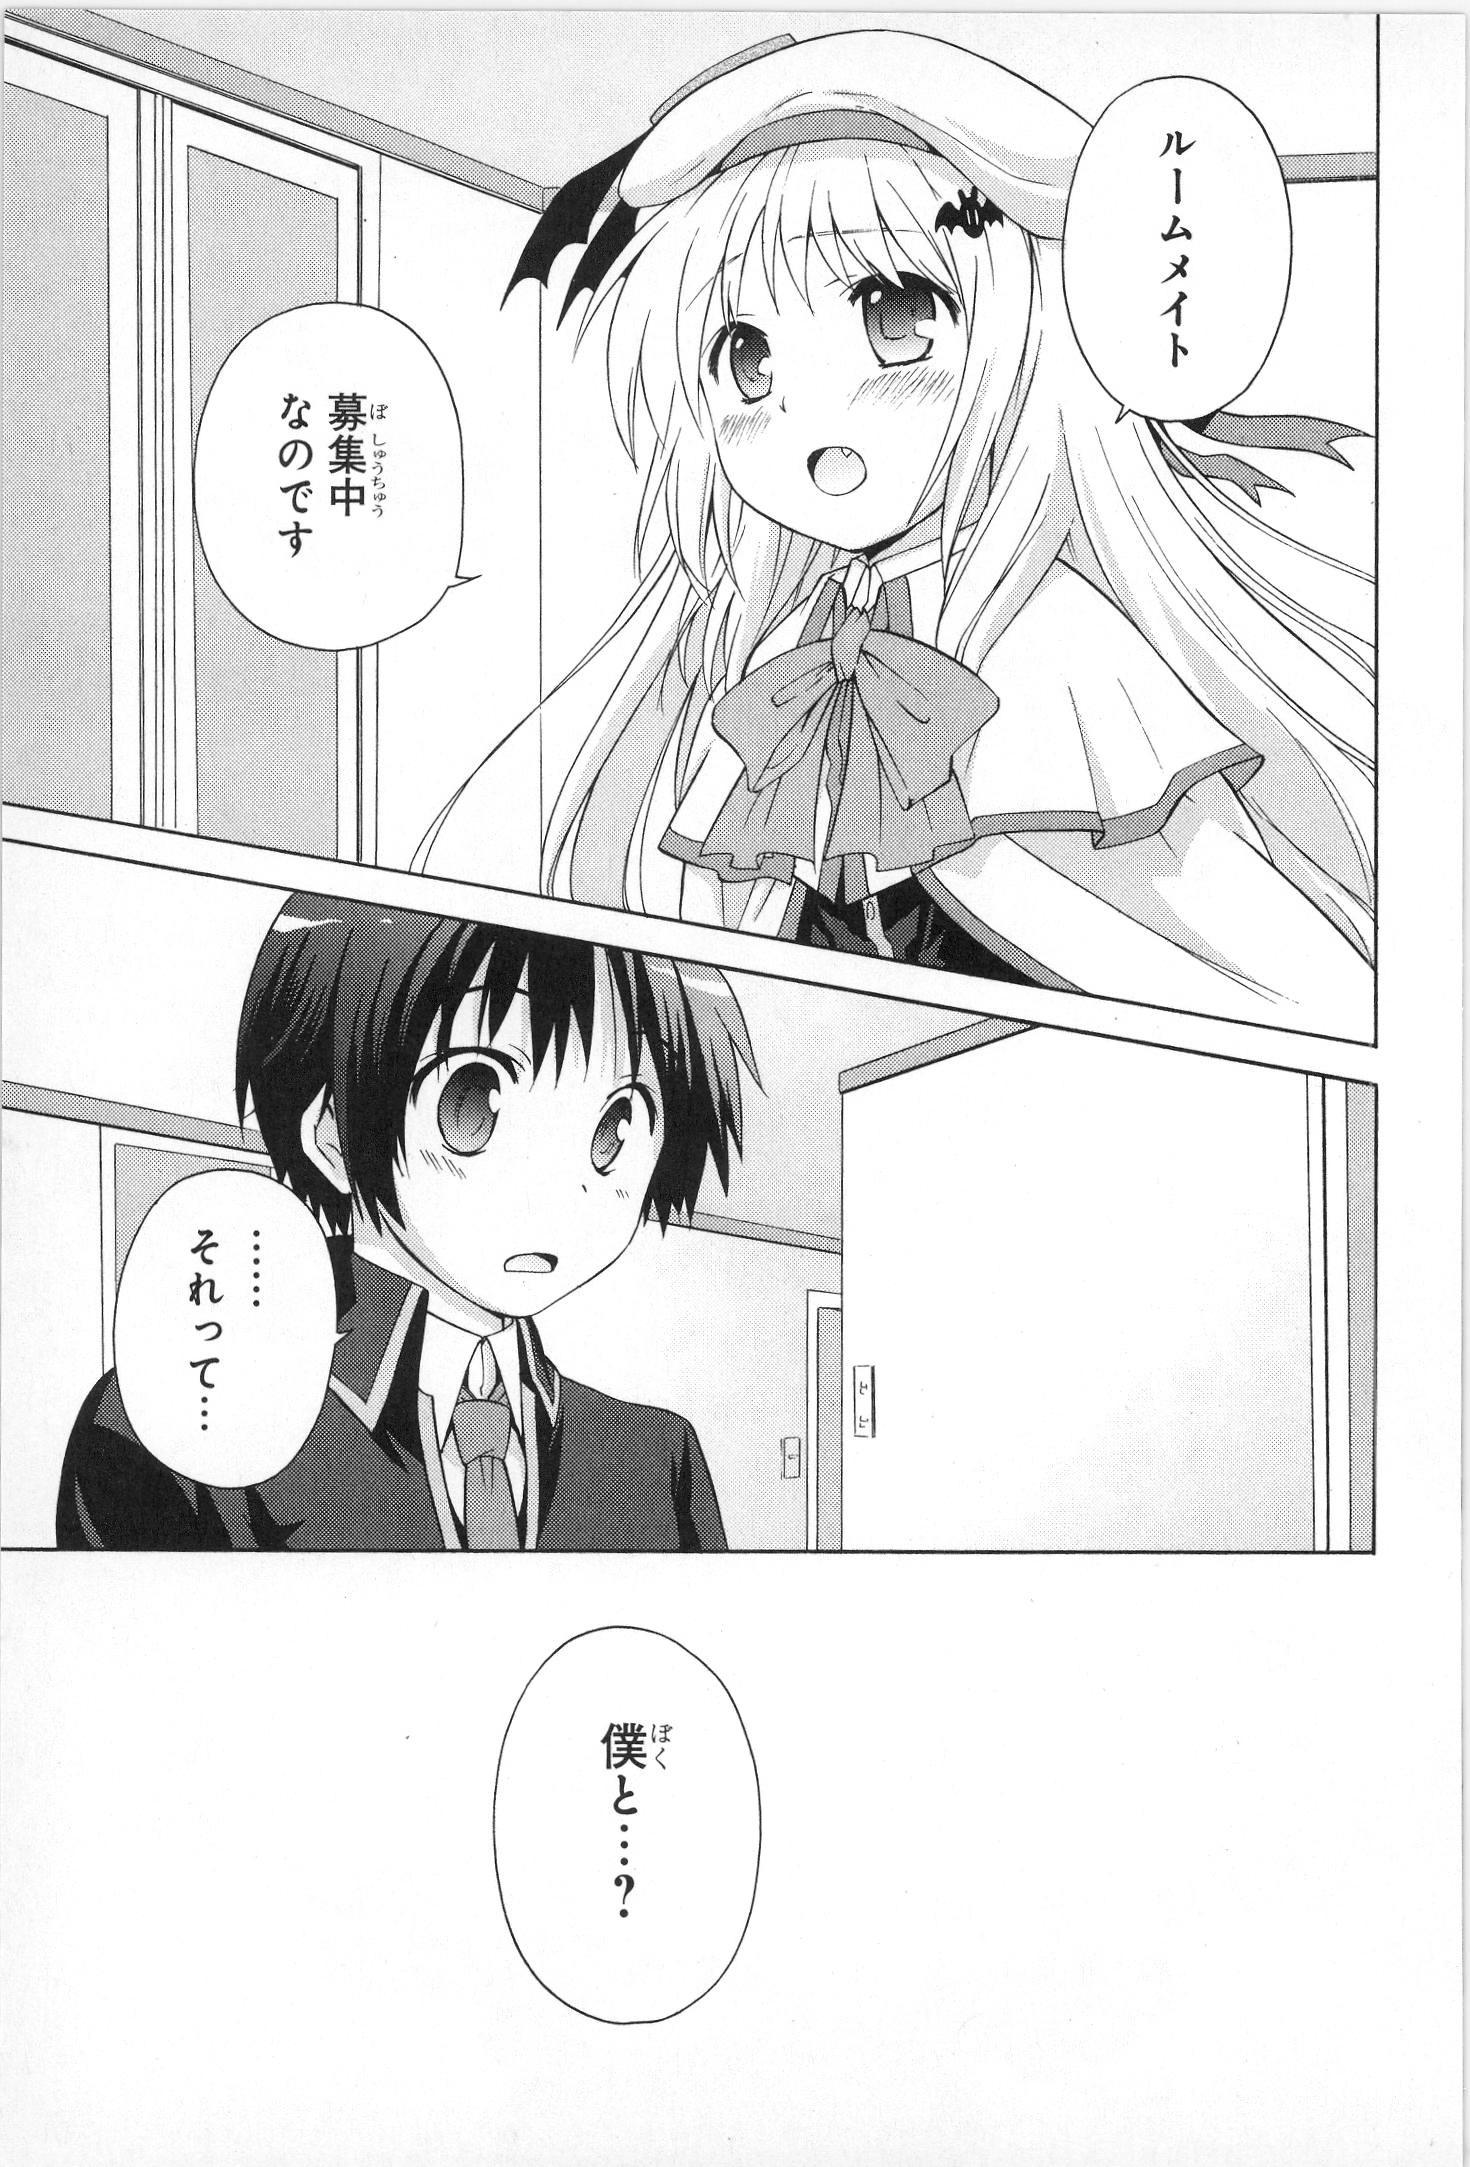 ルームメイト
募集中
なのです
……
それって…
僕と……?